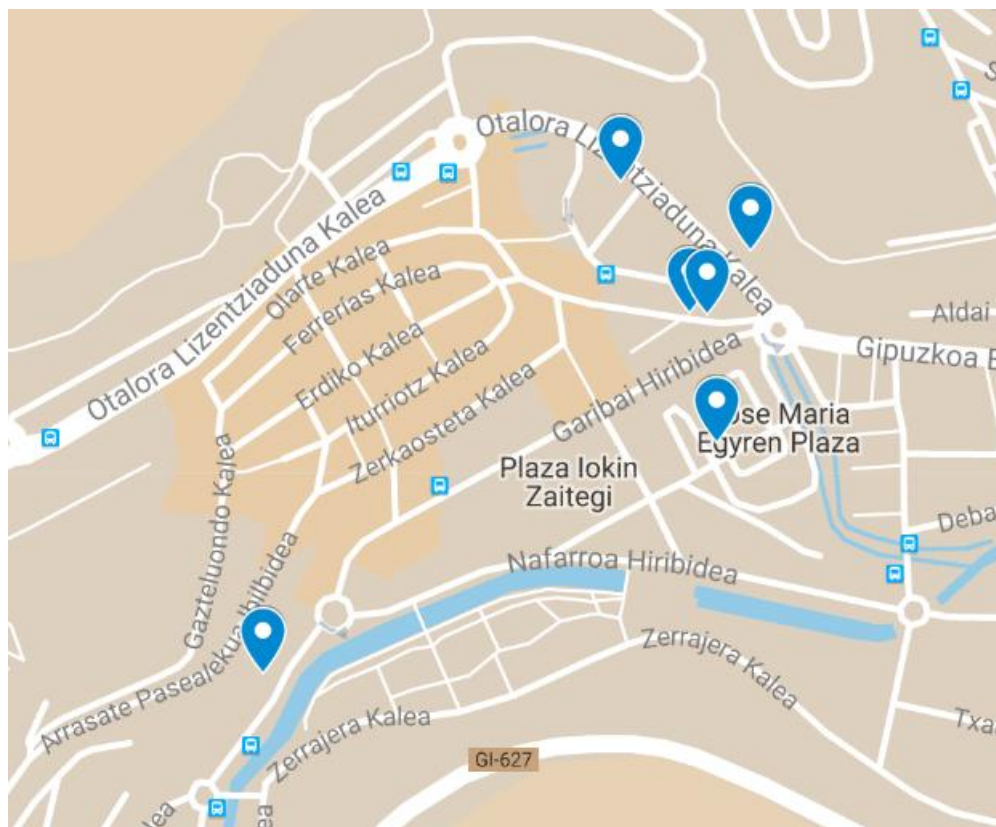 Otalora Lizentziaduna Kalea
Otalora Lizentziaduna Kalea
Olarte Kalea
Ferrerías Kalea
Erdiko Kalea
Iturriotz Kalea
Zerkaosteta Kalea
Garibai Hiribidea
Aldai
Gipuzkoa E
ose Maria
Egyren Plaza
Plaza Iokin
Zaitegi
Gazteluondo Kalea
Deba
Nafarroa Hiribidea
Arrasate Pasealekua
Ibilbidea
Zerrajera Kalea
Zerrajera Kalea
Txa
GI-627